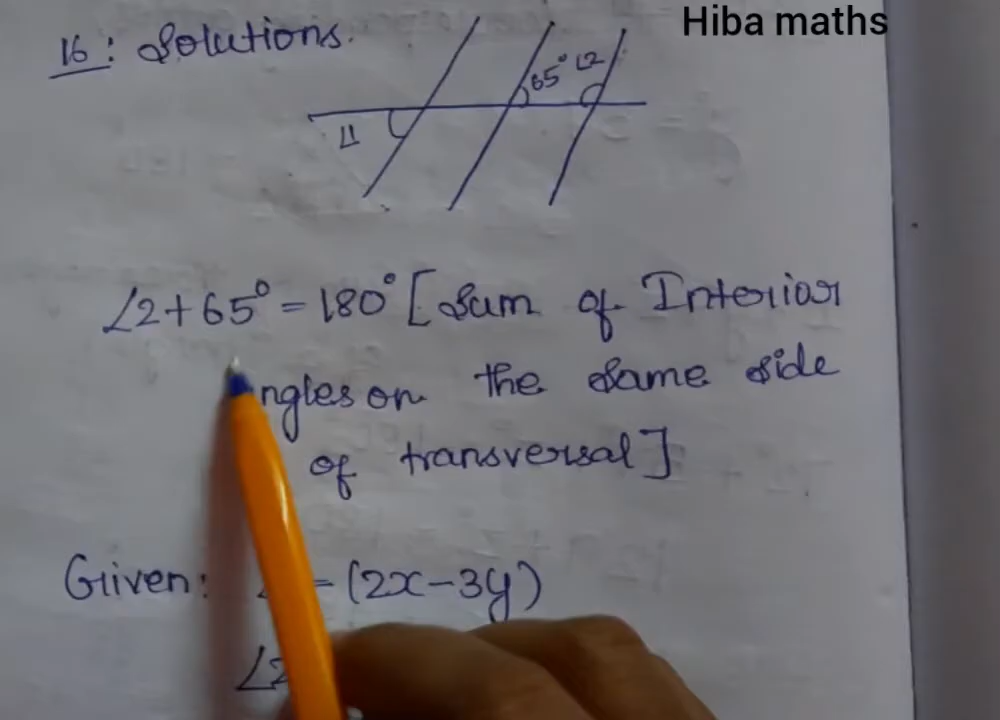 Hiba maths
16: Solutions.
65° ∠2
∠1
∠2+65°=180° [Sum of Interior
ngles on the same side
of transversal]
Given: = (2x-3y)
∠2